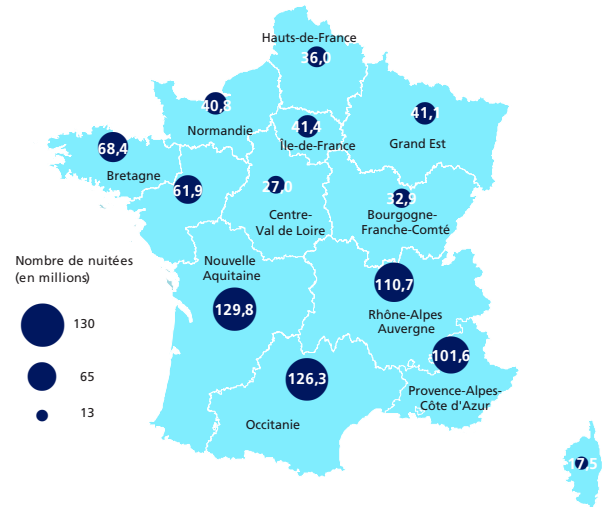 Hauts-de-France
36,0
40,8
Normandie
41,4
Île-de-France
41,1
Grand Est
68,4
Bretagne
61,9
27,0
Centre-
Val de Loire
32,9
Bourgogne-
Franche-Comté
Nombre de nuitées
(en millions)
130
65
13
Nouvelle
Aquitaine
129,8
110,7
Rhône-Alpes
Auvergne
101,6
Provence-Alpes-
Côte d'Azur
126,3
Occitanie
17,5